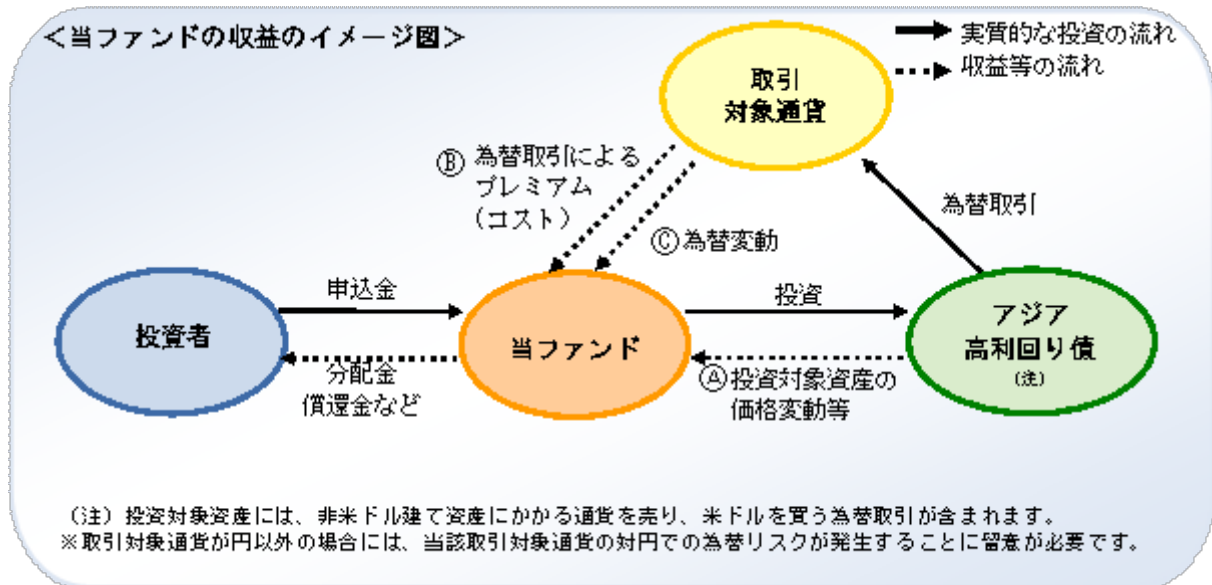 ＜当ファンドの収益のイメージ図＞
実質的な投資の流れ
収益等の流れ
取引
対象通貨
Ⓑ 為替取引による
プレミアム
（コスト）
Ⓒ為替変動
為替取引
投資者
申込金
分配金
償還金など
当ファンド
投資
Ⓐ投資対象資産の
価格変動等
アジア
高利回り債
（注）
（注）投資対象資産には、非米ドル建て資産にかかる通貨を売り、米ドルを買う為替取引が含まれます。
※取引対象通貨が円以外の場合には、当該取引対象通貨の対円での為替リスクが発生することに留意が必要です。